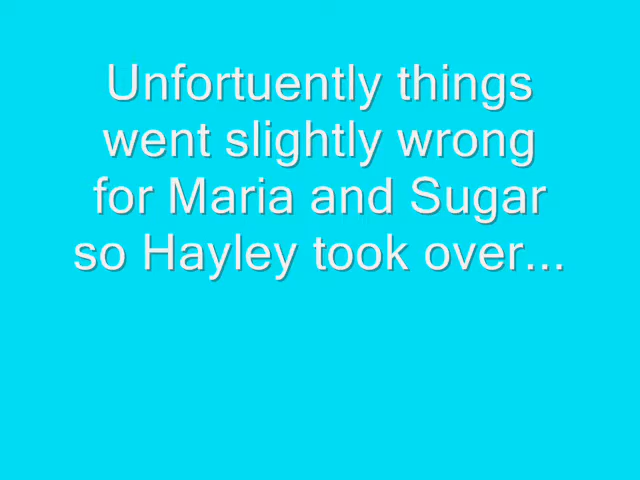 Unfortuently things
went slightly wrong
for Maria and Sugar
so Hayley took over...